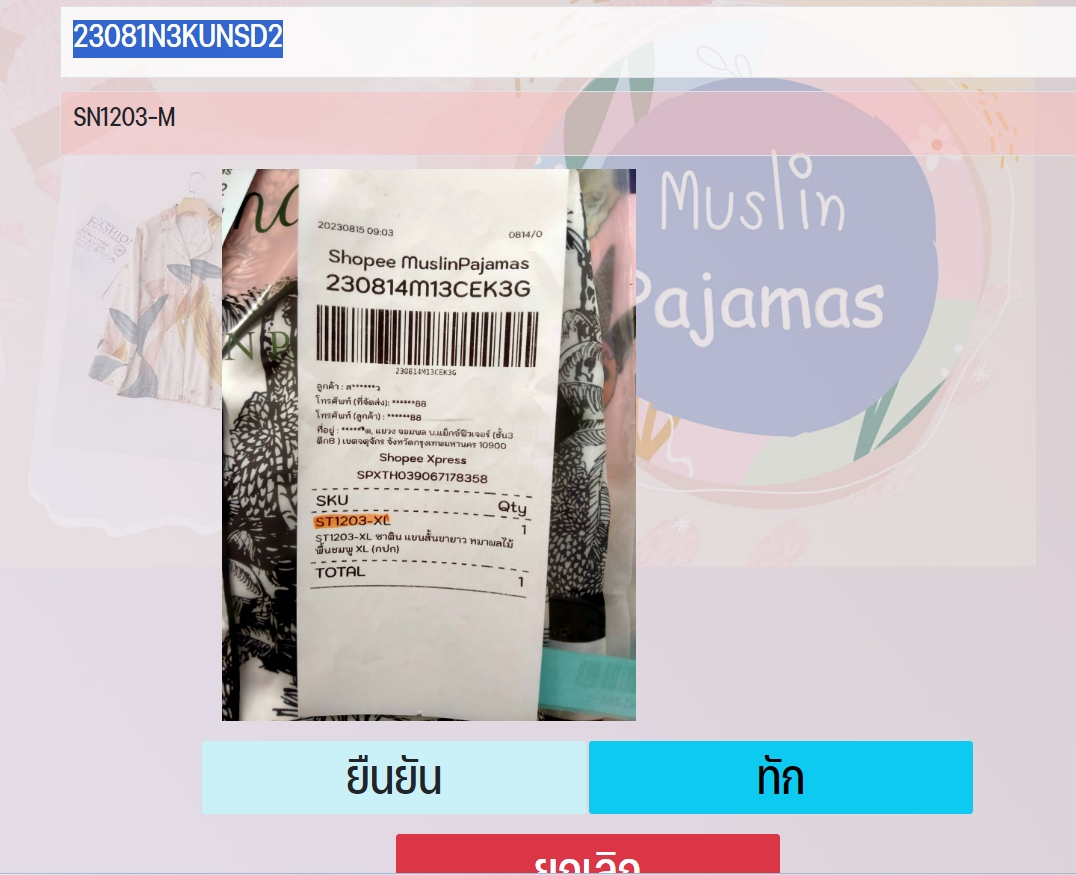 23081N3KUNSD2
SN1203-M
Muslin
Pajamas
20230815 09:03
0814/0
Shopee MuslinPajamas
230814M13CEK3G
230814M13CEK3G
ลูกค้า : ส******ว
โทรศัพท์ (ที่จัดส่ง): ******88
โทรศัพท์ (ลูกค้า) : ******88
แขวง จอมพล บ.แม็กซ์ฟิวเจอร์ (ชั้น3
ตึกB ) เขตจตุจักร จังหวัดกรุงเทพมหานคร 10900
Shopee Xpress
SPXTH039067178358
SKU Qty
ST1203-XL 1
ST1203-XL ซาติน แขนสั้นขายาว หมาผลไม้
พื้นชมพู XL (กปก)
TOTAL 1
ยืนยัน
ทัก
ยกเลิก